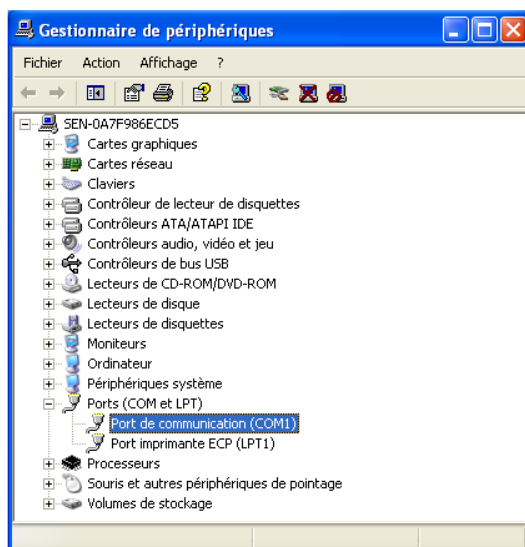 Gestionnaire de périphériques
Fichier Action Affichage ?
SEN-0A7F986ECD5
Cartes graphiques
Cartes réseau
Claviers
Contrôleur de lecteur de disquettes
Contrôleurs ATA/ATAPI IDE
Contrôleurs audio, vidéo et jeu
Contrôleurs de bus USB
Lecteurs de CD-ROM/DVD-ROM
Lecteurs de disque
Lecteurs de disquettes
Moniteurs
Ordinateur
Périphériques système
Ports (COM et LPT)
Port de communication (COM1)
Port imprimante ECP (LPT1)
Processeurs
Souris et autres périphériques de pointage
Volumes de stockage